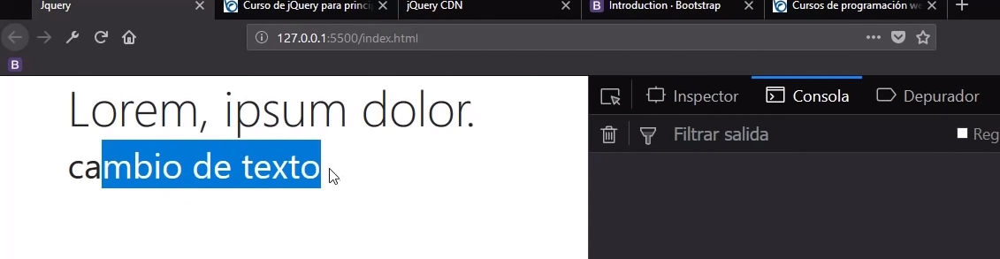 Jquery
Curso de jQuery para princip
jQuery CDN
B Introduction · Bootstrap
Cursos de programación we
127.0.0.1:5500/index.html
B
Lorem, ipsum dolor.
cambio de texto
Inspector Consola Depurador
Filtrar salida Reg